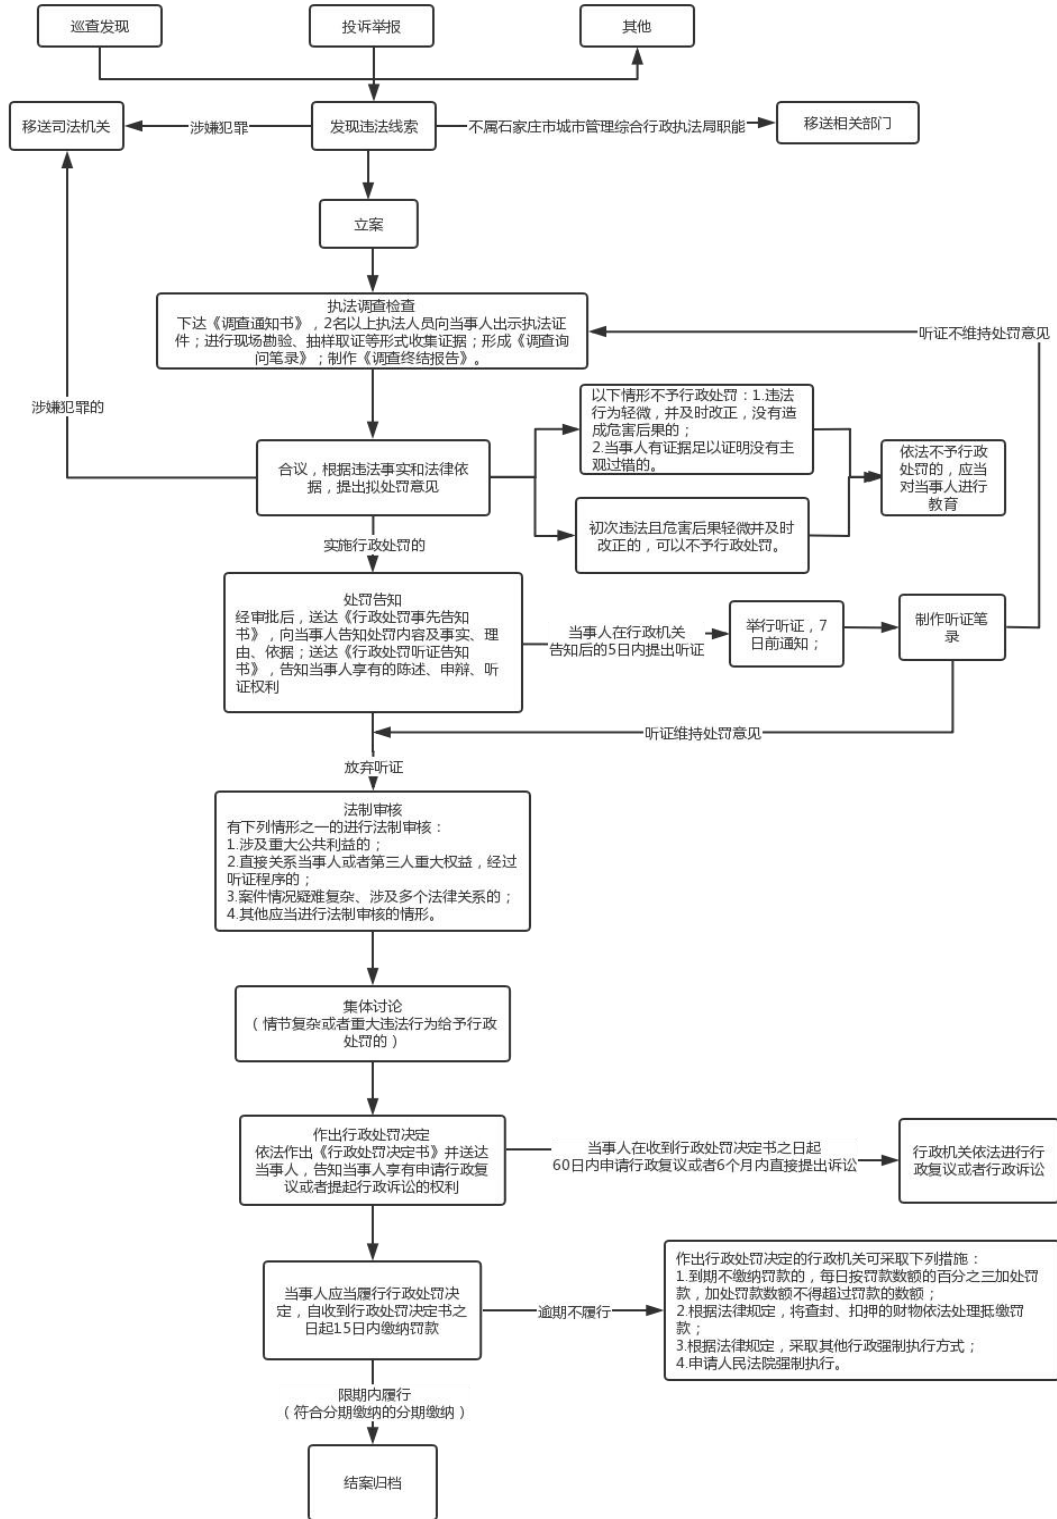 巡查发现
投诉举报
其他
移送司法机关
涉嫌犯罪
发现违法线索
不属石家庄市城市管理综合行政执法局职能
移送相关部门
立案
执法调查检查
下达《调查通知书》，2名以上执法人员向当事人出示执法证
件；进行现场勘验、抽样取证等形式收集证据；形成《调查询
问笔录》；制作《调查终结报告》。
听证不维持处罚意见
涉嫌犯罪的
合议，根据违法事实和法律依
据，提出拟处罚意见
以下情形不予行政处罚：1.违法
行为轻微，并及时改正，没有造
成危害后果的；
2.当事人有证据足以证明没有主
观过错的。
依法不予行政
处罚的，应当
对当事人进行
教育
初次违法且危害后果轻微并及时
改正的，可以不予行政处罚。
实施行政处罚的
处罚告知
经审批后，送达《行政处罚事先告知
书》，向当事人告知处罚内容及事实、理
由、依据；送达《行政处罚听证告知
书》，告知当事人享有的陈述、申辩、听
证权利
当事人在行政机关
告知后的5日内提出听证
举行听证，7
日前通知；
制作听证笔
录
听证维持处罚意见
放弃听证
法制审核
有下列情形之一的进行法制审核：
1.涉及重大公共利益的；
2.直接关系当事人或者第三人重大权益，经过
听证程序的；
3.案件情况疑难复杂、涉及多个法律关系的；
4.其他应当进行法制审核的情形。
集体讨论
（情节复杂或者重大违法行为给予行政
处罚的）
作出行政处罚决定
依法作出《行政处罚决定书》并送达
当事人，告知当事人享有申请行政复
议或者提起行政诉讼的权利
当事人在收到行政处罚决定书之日起
60日内申请行政复议或者6个月内直接提出诉讼
行政机关依法进行行
政复议或者行政诉讼
当事人应当履行行政处罚决
定，自收到行政处罚决定书之
日起15日内缴纳罚款
逾期不履行
作出行政处罚决定的行政机关可采取下列措施：
1.到期不缴纳罚款的，每日按罚款数额的百分之三加处罚
款，加处罚款数额不得超过罚款的数额；
2.根据法律规定，将查封、扣押的财物依法处理抵缴罚
款；
3.根据法律规定，采取其他行政强制执行方式；
4.申请人民法院强制执行。
限期内履行
（符合分期缴纳的分期缴纳）
结案归档